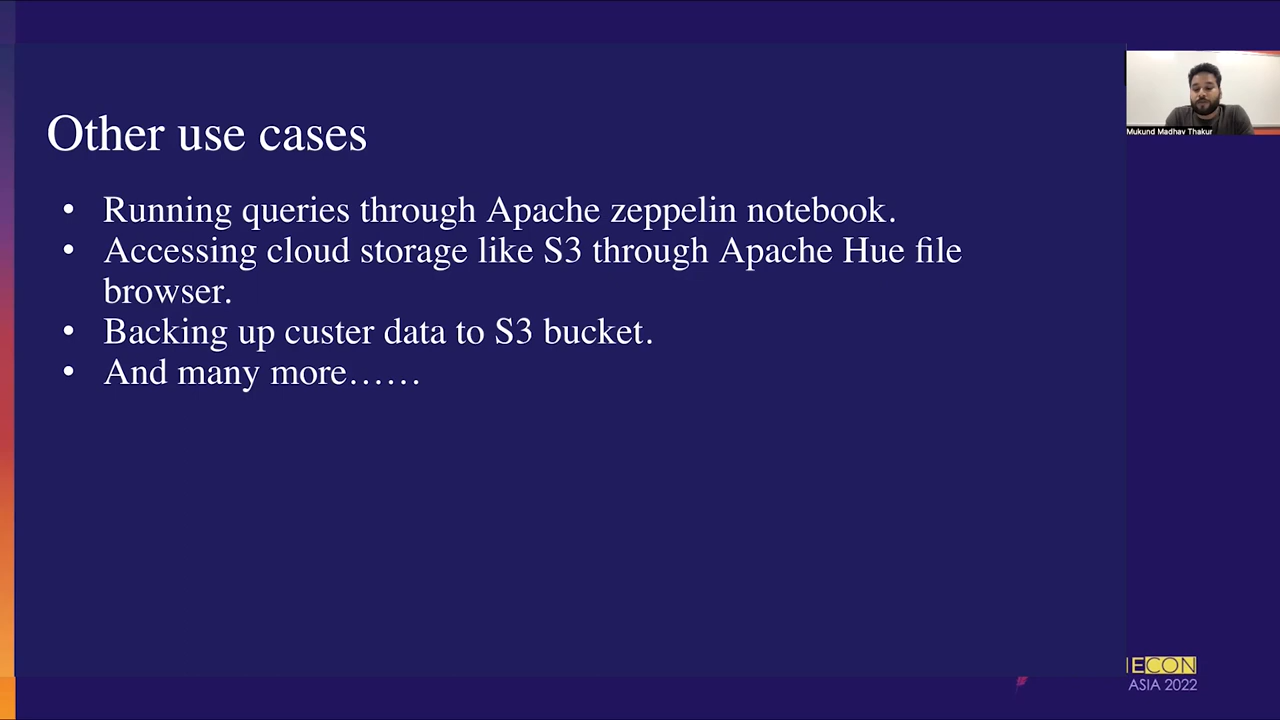 Other use cases
• Running queries through Apache zeppelin notebook.
• Accessing cloud storage like S3 through Apache Hue file
browser.
• Backing up custer data to S3 bucket.
• And many more……
Mukund Madhav Thakur
ECON
ASIA 2022